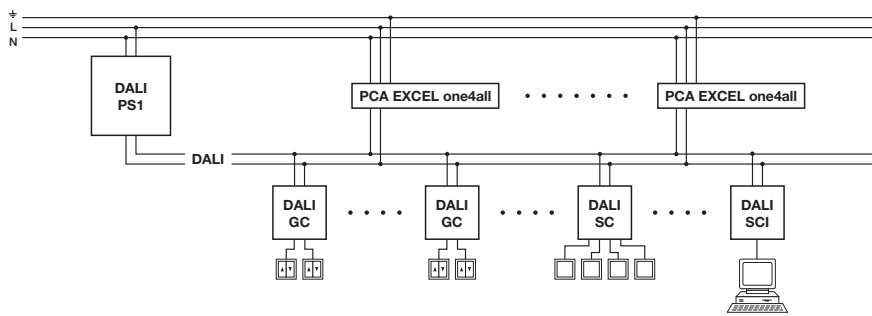 ⏚
L
N
DALI
PS1
PCA EXCEL one4all
PCA EXCEL one4all
DALI
DALI
GC
DALI
GC
DALI
SC
DALI
SCI